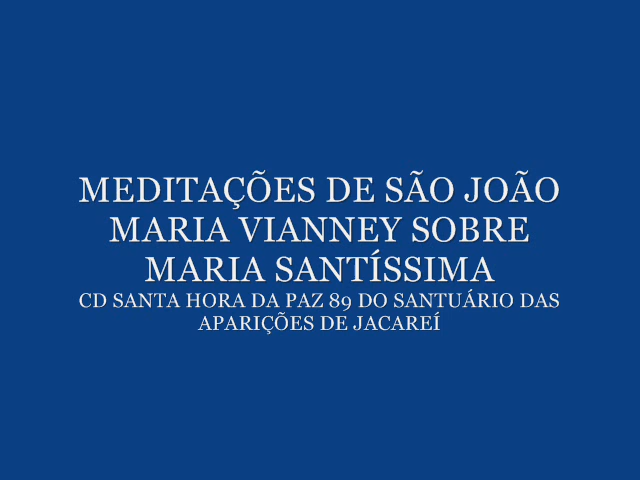 MEDITAÇÕES DE SÃO JOÃO
MARIA VIANNEY SOBRE
MARIA SANTÍSSIMA
CD SANTA HORA DA PAZ 89 DO SANTUÁRIO DAS
APARIÇÕES DE JACAREÍ